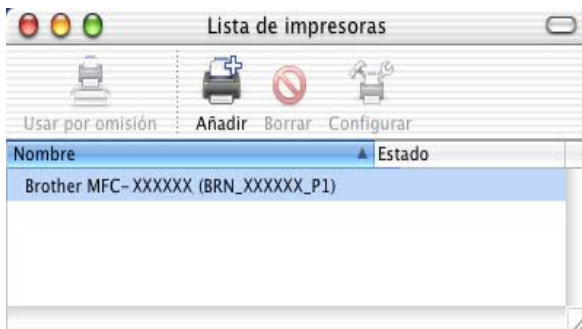 Lista de impresoras
Usar por omisión Añadir Borrar Configurar
Nombre Estado
Brother MFC-XXXXXX (BRN_XXXXXX_P1)